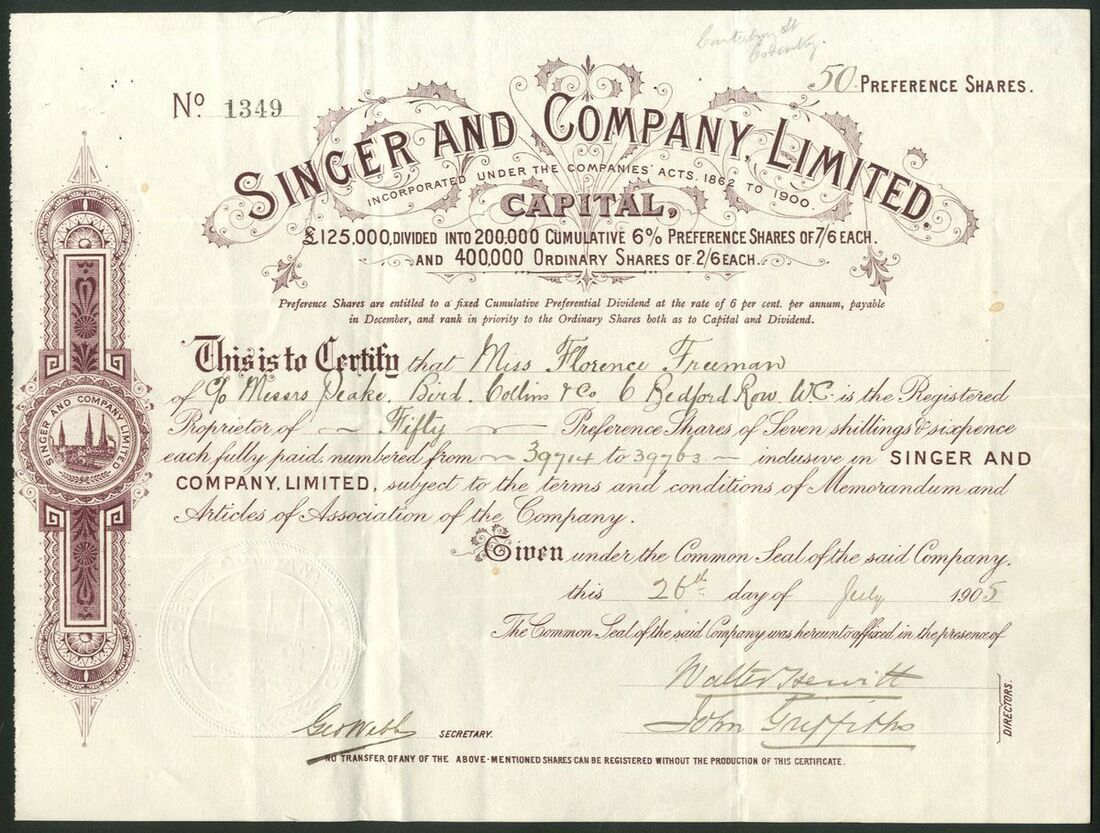 Canterbury St
Coventry.
50 PREFERENCE SHARES.
No. 1349
SINGER AND COMPANY, LIMITED.
INCORPORATED UNDER THE COMPANIES' ACTS. 1862 TO 1900.
CAPITAL,
£125,000, DIVIDED INTO 200,000 CUMULATIVE 6% PREFERENCE SHARES OF 7/6 EACH.
AND 400,000 ORDINARY SHARES OF 2/6 EACH.
Preference Shares are entitled to a fixed Cumulative Preferential Dividend at the rate of 6 per cent. per annum, payable
in December, and rank in priority to the Ordinary Shares both as to Capital and Dividend.
This is to Certify that Miss Florence Freeman
of c/o Messrs Peake, Bird, Collins & Co 6 Bedford Row WC. is the Registered
Proprietor of Fifty Preference Shares of Seven shillings & sixpence
each fully paid, numbered from 39714 to 39763 inclusive in SINGER AND
COMPANY, LIMITED, subject to the terms and conditions of Memorandum and
Articles of Association of the Company.
Given under the Common Seal of the said Company,
this 26th day of July 1905
The Common Seal of the said Company was hereunto affixed in the presence of
Walter Hewitt
John Griffiths
DIRECTORS.
Geo Webb SECRETARY.
NO TRANSFER OF ANY OF THE ABOVE-MENTIONED SHARES CAN BE REGISTERED WITHOUT THE PRODUCTION OF THIS CERTIFICATE.
SINGER AND COMPANY LIMITED